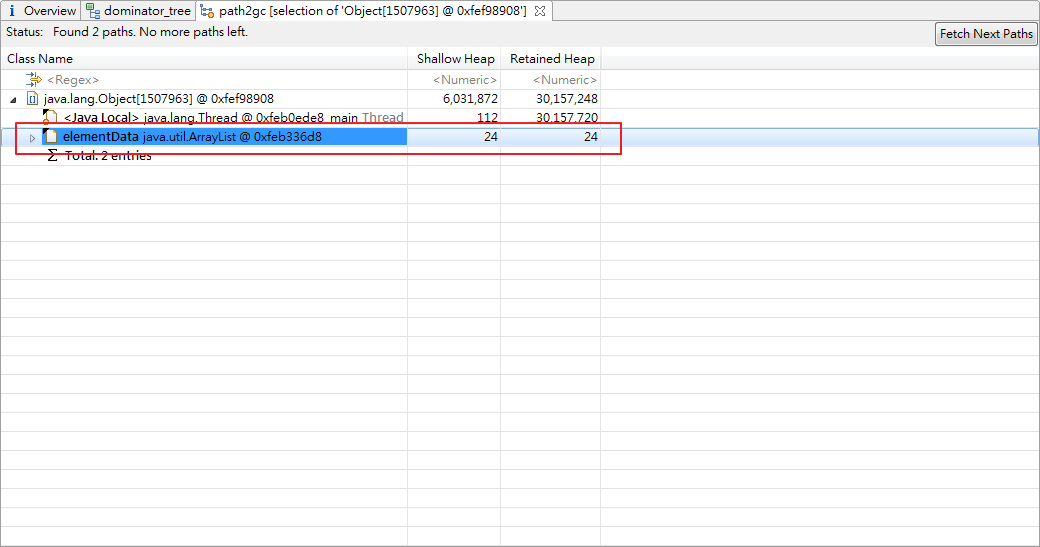 i Overview dominator_tree path2gc [selection of 'Object[1507963] @ 0xfef98908']
Status: Found 2 paths. No more paths left. Fetch Next Paths
Class Name Shallow Heap Retained Heap
<Regex> <Numeric> <Numeric>
java.lang.Object[1507963] @ 0xfef98908 6,031,872 30,157,248
<Java Local> java.lang.Thread @ 0xfeb0ede8 main Thread 112 30,157,720
elementData java.util.ArrayList @ 0xfeb336d8 24 24
Σ Total: 2 entries